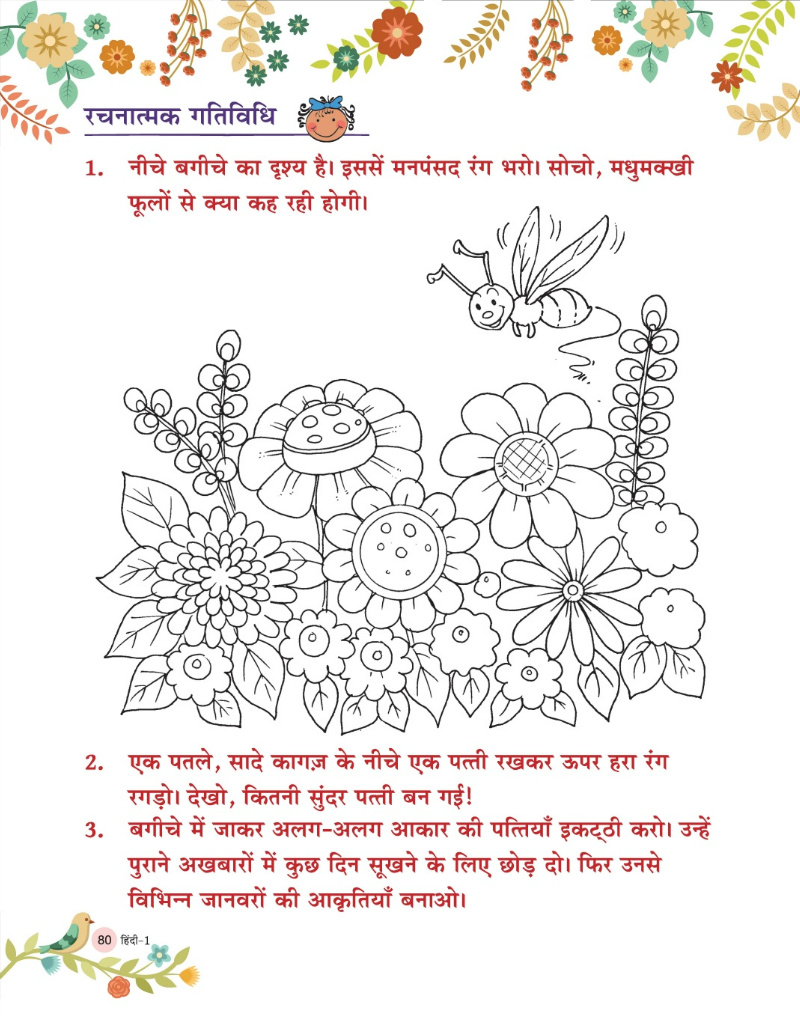 रचनात्मक गतिविधि
1. नीचे बगीचे का दृश्य है। इससें मनपंसद रंग भरो। सोचो, मधुमक्खी
फूलों से क्या कह रही होगी।
2. एक पतले, सादे कागज़ के नीचे एक पत्ती रखकर ऊपर हरा रंग
रगड़ो। देखो, कितनी सुंदर पत्ती बन गई!
3. बगीचे में जाकर अलग-अलग आकार की पत्तियाँ इकट्ठी करो। उन्हें
पुराने अखबारों में कुछ दिन सूखने के लिए छोड़ दो। फिर उनसे
विभिन्न जानवरों की आकृतियाँ बनाओ।
80 हिंदी-1